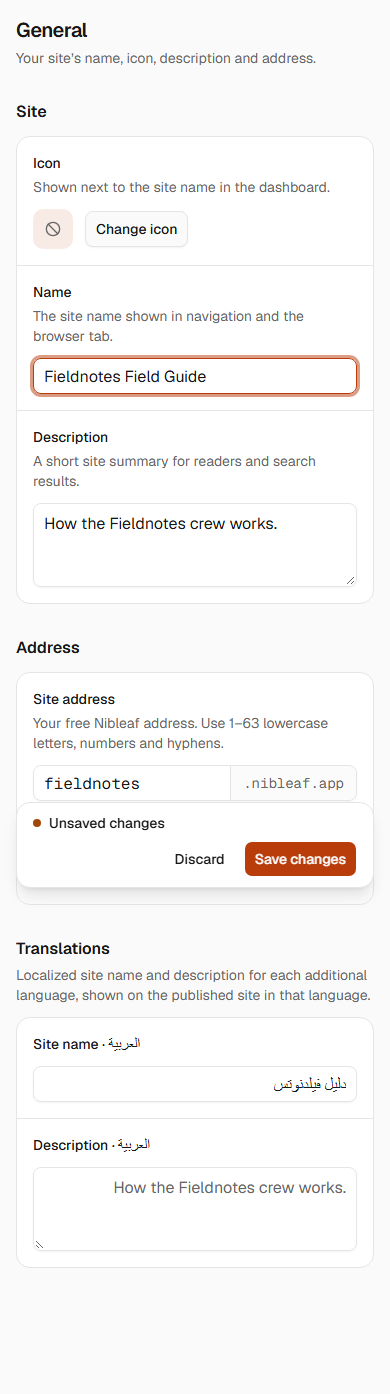 General
Your site's name, icon, description and address.
Site
Icon
Shown next to the site name in the dashboard.
Change icon
Name
The site name shown in navigation and the
browser tab.
Fieldnotes Field Guide
Description
A short site summary for readers and search
results.
How the Fieldnotes crew works.
Address
Site address
Your free Nibleaf address. Use 1–63 lowercase
letters, numbers and hyphens.
fieldnotes .nibleaf.app
Unsaved changes
Discard Save changes
Translations
Localized site name and description for each additional
language, shown on the published site in that language.
Site name · العربية
دليل فيلدنوتس
Description · العربية
How the Fieldnotes crew works.